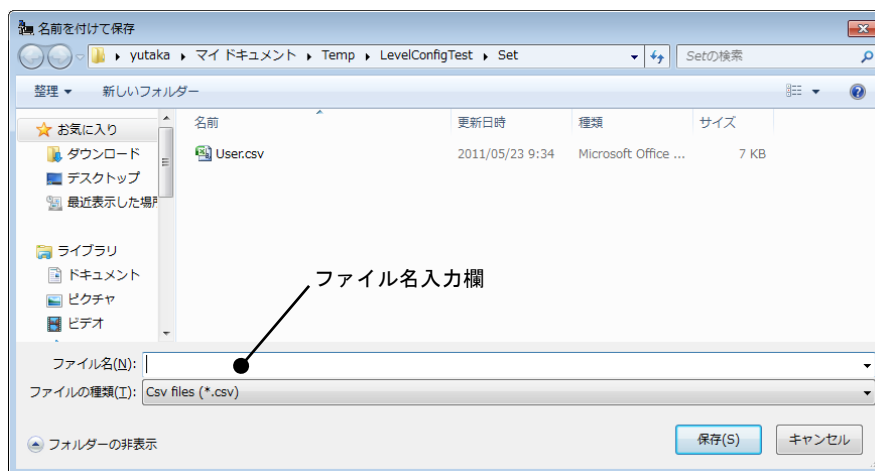 名前を付けて保存
yutaka ▸ マイ ドキュメント ▸ Temp ▸ LevelConfigTest ▸ Set
Setの検索
整理 ▼ 新しいフォルダー
お気に入り
ダウンロード
デスクトップ
最近表示した場所
ライブラリ
ドキュメント
ピクチャ
ビデオ
名前 更新日時 種類 サイズ
User.csv 2011/05/23 9:34 Microsoft Office ... 7 KB
ファイル名入力欄
ファイル名(N):
ファイルの種類(T): Csv files (*.csv)
フォルダーの非表示
保存(S) キャンセル